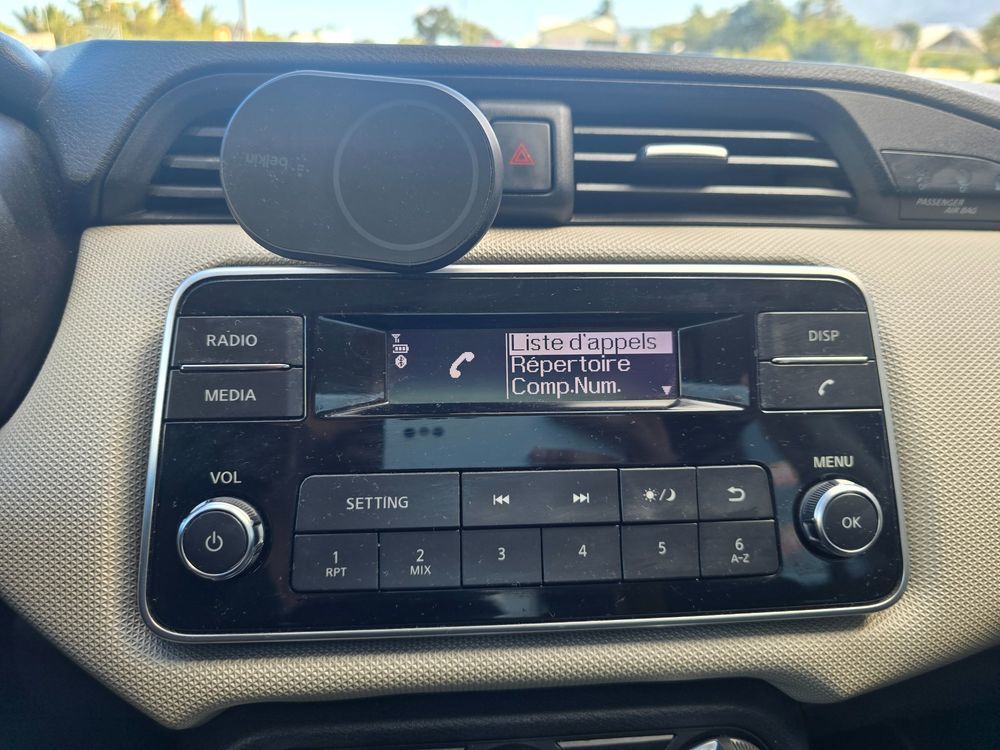 belkin
PASSENGER
AIR BAG
RADIO
MEDIA
Liste d'appels
Répertoire
Comp.Num.
DISP
VOL
MENU
SETTING
OK
1
RPT
2
MIX
3
4
5
6
A-Z